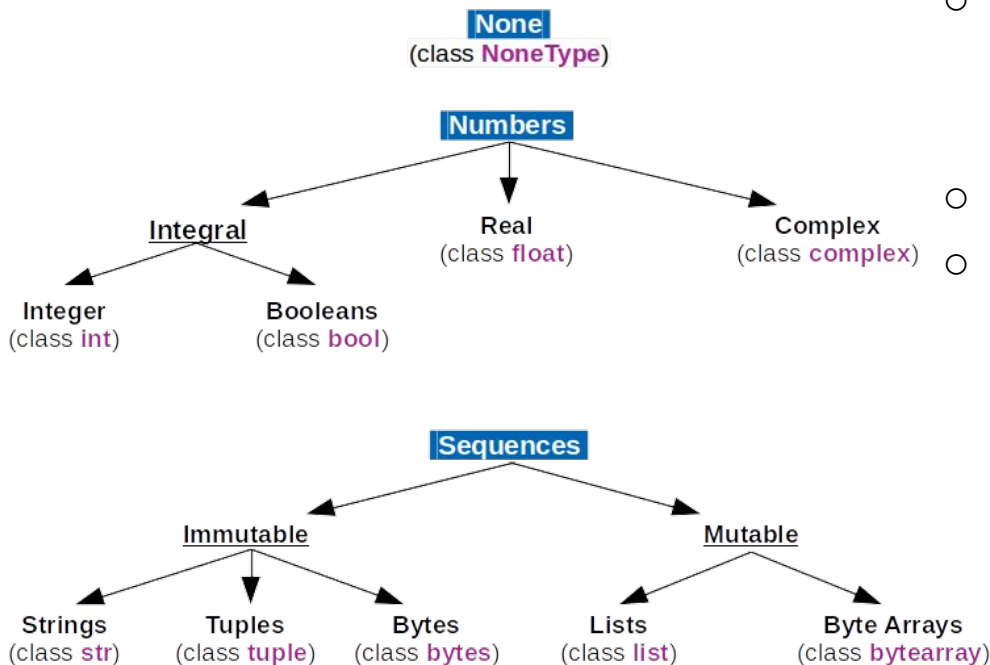 None
(class NoneType)
Numbers
Integral
Real
(class float)
Complex
(class complex)
Integer
(class int)
Booleans
(class bool)
Sequences
Immutable
Mutable
Strings
(class str)
Tuples
(class tuple)
Bytes
(class bytes)
Lists
(class list)
Byte Arrays
(class bytearray)